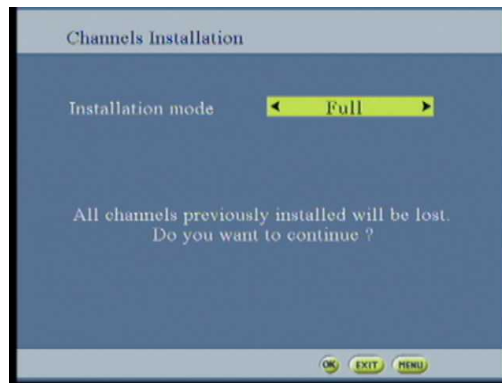 Channels Installation
Installation mode Full
All channels previously installed will be lost.
Do you want to continue ?
OK EXIT MENU